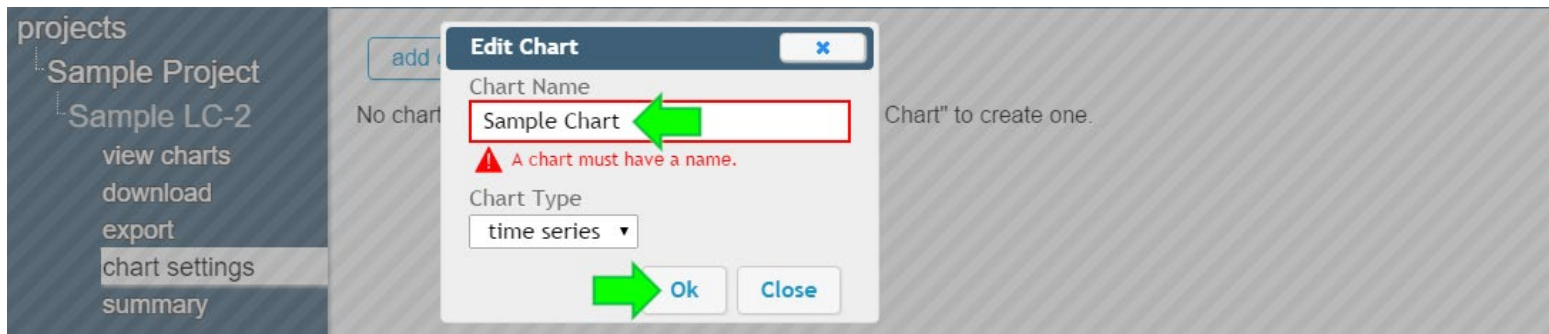 projects
Sample Project
Sample LC-2
view charts
download
export
chart settings
summary
add
No chart
Chart" to create one.
Edit Chart
Chart Name
Sample Chart
A chart must have a name.
Chart Type
time series
Ok Close